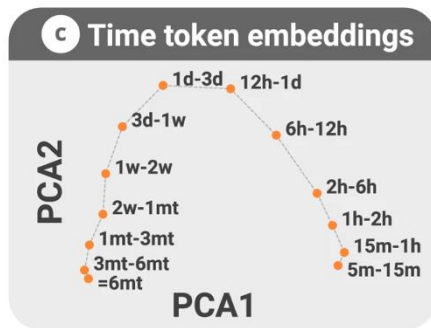 C Time token embeddings
1d-3d
12h-1d
3d-1w
6h-12h
1w-2w
2h-6h
2w-1mt
1h-2h
1mt-3mt
15m-1h
3mt-6mt
5m-15m
=6mt
PCA2
PCA1